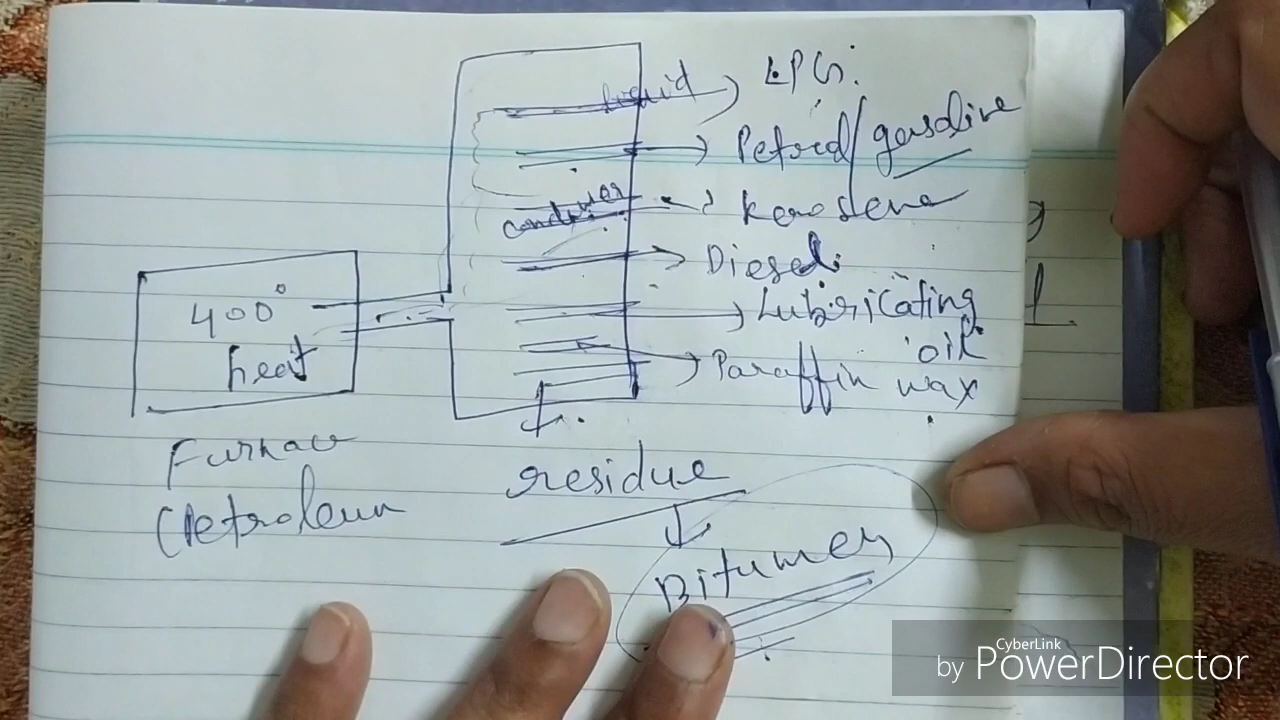 liquid LPG.
Petrol/gasoline
condenser Kerosene
Diesel
400° Lubricating
oil
heat Paraffin wax
Furnace
(Petroleum
residue
Bitumen
CyberLink
by PowerDirector